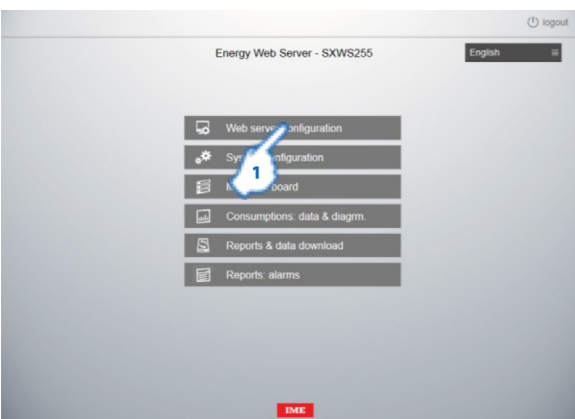 logout
Energy Web Server - SXWS255
English
Web server configuration
configuration
1
board
Consumptions: data & diagrm.
Reports & data download
Reports: alarms
IME